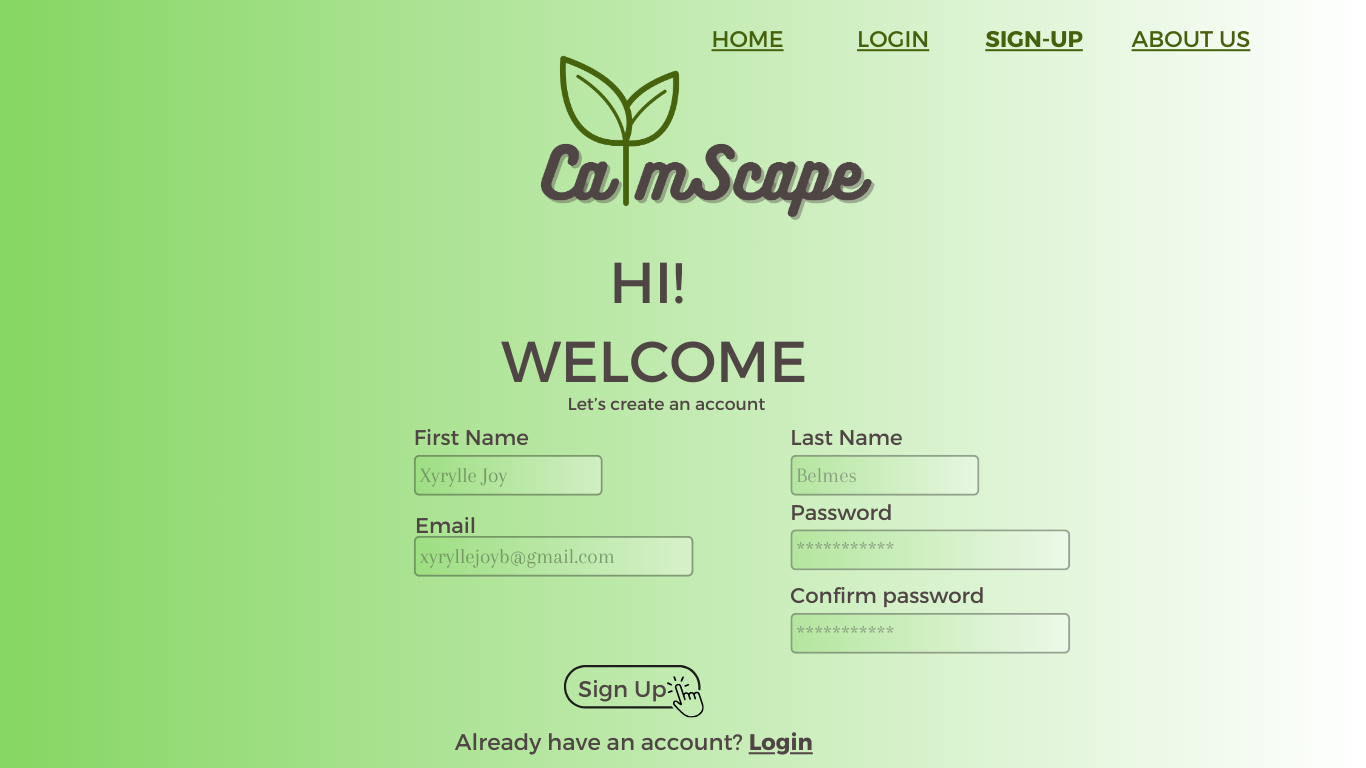 HOME LOGIN SIGN-UP ABOUT US
CalmScape
HI!
WELCOME
Let's create an account
First Name Last Name
Xyrylle Joy Belmes
Password
***********
Email
xyryllejoyb@gmail.com
Confirm password
***********
Sign Up
Already have an account? Login